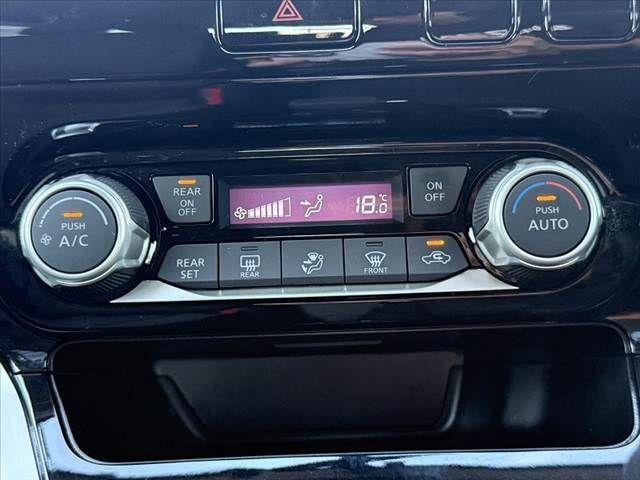 REAR
ON
OFF
18.0
°C
ON
OFF
PUSH
A/C
PUSH
AUTO
REAR
SET
REAR
FRONT